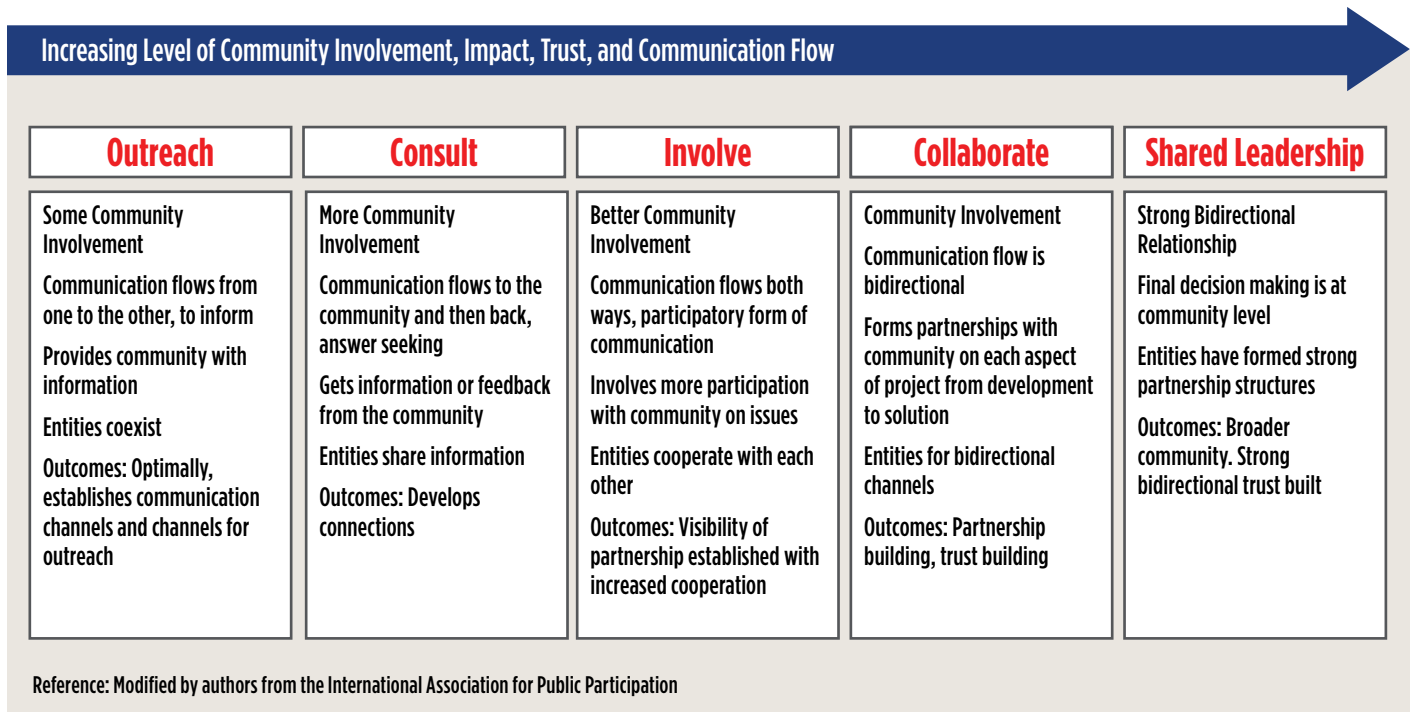 Increasing Level of Community Involvement, Impact, Trust, and Communication Flow
Outreach
Some Community
Involvement
Communication flows from
one to the other, to inform
Provides community with
information
Entities coexist
Outcomes: Optimally,
establishes communication
channels and channels for
outreach
Consult
More Community
Involvement
Communication flows to the
community and then back,
answer seeking
Gets information or feedback
from the community
Entities share information
Outcomes: Develops
connections
Involve
Better Community
Involvement
Communication flows both
ways, participatory form of
communication
Involves more participation
with community on issues
Entities cooperate with each
other
Outcomes: Visibility of
partnership established with
increased cooperation
Collaborate
Community Involvement
Communication flow is
bidirectional
Forms partnerships with
community on each aspect
of project from development
to solution
Entities for bidirectional
channels
Outcomes: Partnership
building, trust building
Shared Leadership
Strong Bidirectional
Relationship
Final decision making is at
community level
Entities have formed strong
partnership structures
Outcomes: Broader
community. Strong
bidirectional trust built
Reference: Modified by authors from the International Association for Public Participation